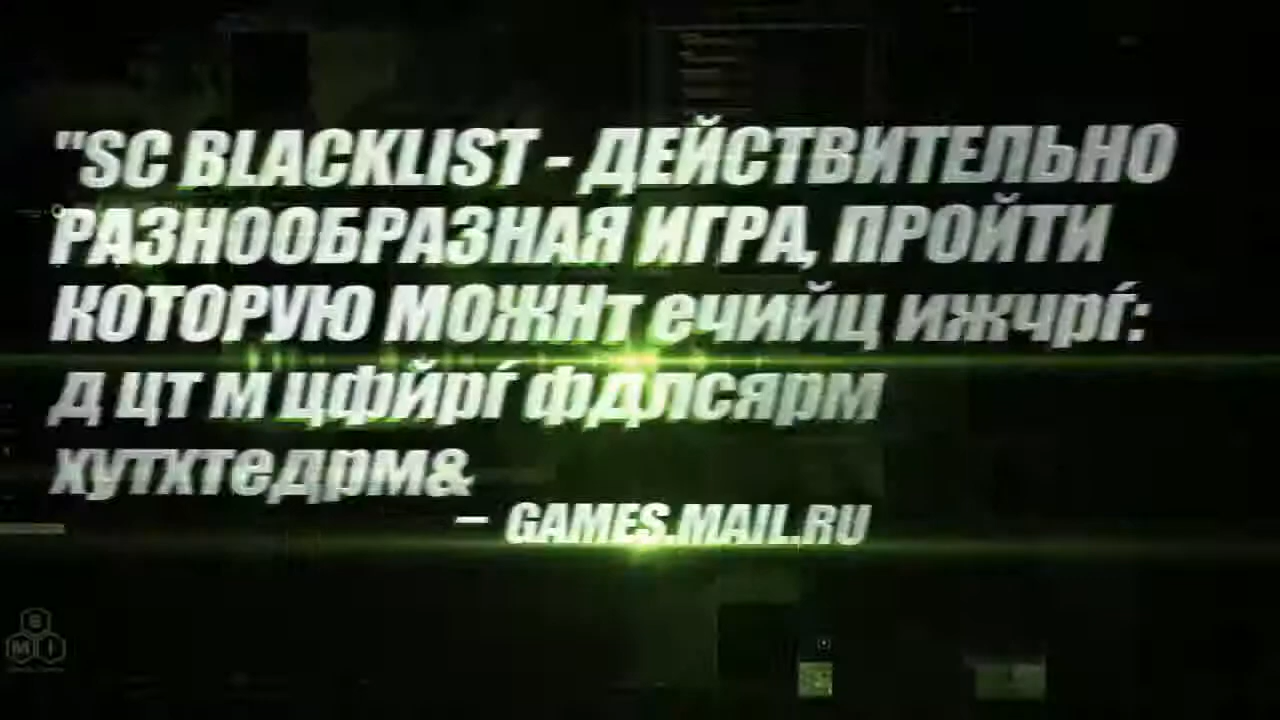 "SC BLACKLIST - ДЕЙСТВИТЕЛЬНО
РАЗНООБРАЗНАЯ ИГРА, ПРОЙТИ
КОТОРУЮ МОЖНт ечийц ижчрѓ:
д цт м цфйрѓ фдлсярм
хутхтедрм&
– GAMES.MAIL.RU